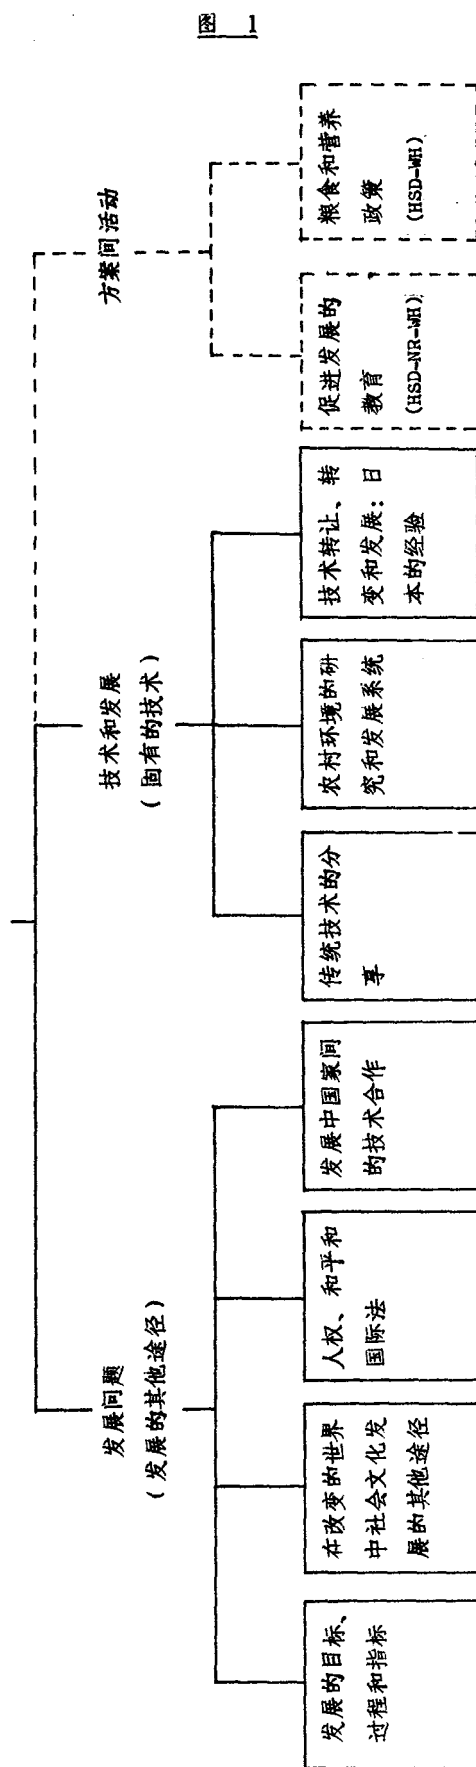 图 1
发展问题
(发展的其他途径)
技术和发展
(固有的技术)
方案间活动
发展的目标、
过程和指标
在改变的世界
中社会文化发
展的其他途径
人权、和平和
国际法
发展中国家间
的技术合作
传统技术的分
享
农村环境的研
究和发展系统
技术转让、转
变和发展：日
本的经验
促进发展的
教育
(HSD-NR-WH)
粮食和营养
政策
(HSD-WH)